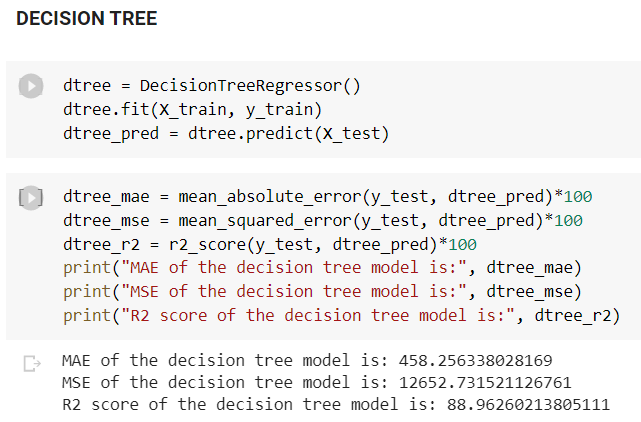 DECISION TREE
dtree = DecisionTreeRegressor()
dtree.fit(X_train, y_train)
dtree_pred = dtree.predict(X_test)
dtree_mae = mean_absolute_error(y_test, dtree_pred)*100
dtree_mse = mean_squared_error(y_test, dtree_pred)*100
dtree_r2 = r2_score(y_test, dtree_pred)*100
print("MAE of the decision tree model is:", dtree_mae)
print("MSE of the decision tree model is:", dtree_mse)
print("R2 score of the decision tree model is:", dtree_r2)
MAE of the decision tree model is: 458.256338028169
MSE of the decision tree model is: 12652.731521126761
R2 score of the decision tree model is: 88.96260213805111